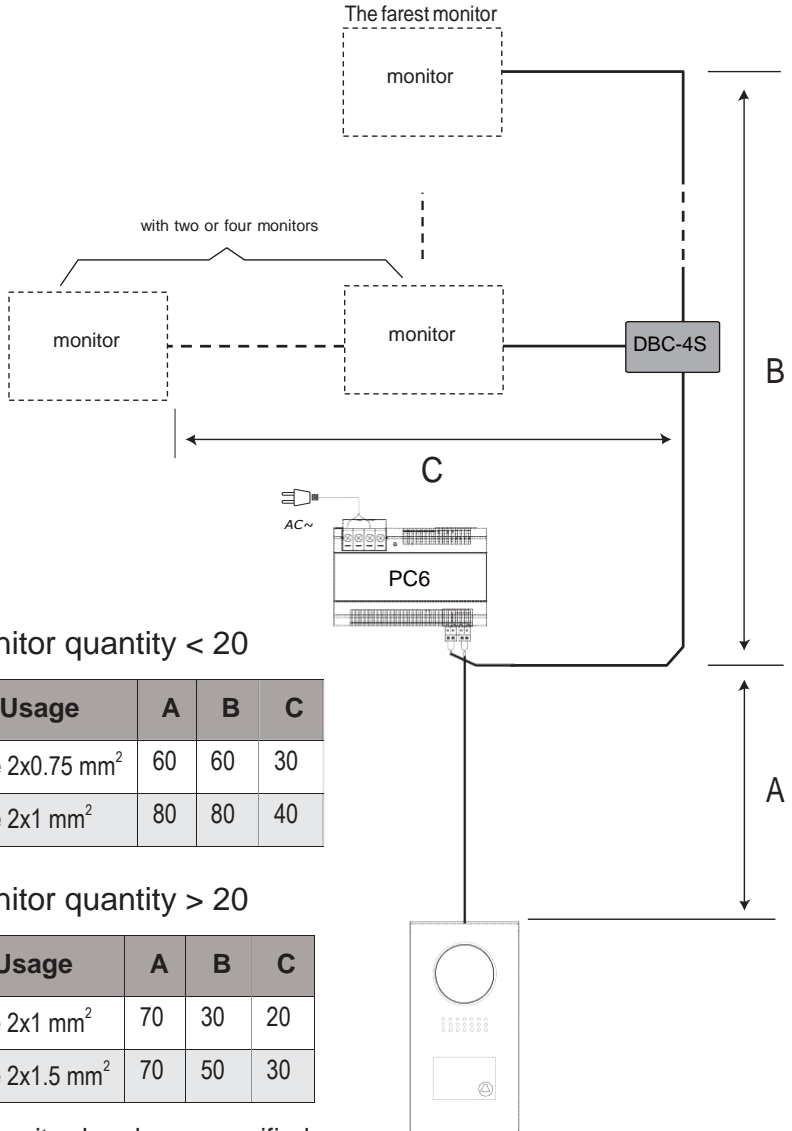 The farest monitor
monitor
with two or four monitors
monitor
monitor
DBC-4S
B
C
AC~
PC6
nitor quantity < 20
Usage A B C
2x0.75 mm² 60 60 30
2x1 mm² 80 80 40
A
nitor quantity > 20
Usage A B C
2x1 mm² 70 30 20
2x1.5 mm² 70 50 30